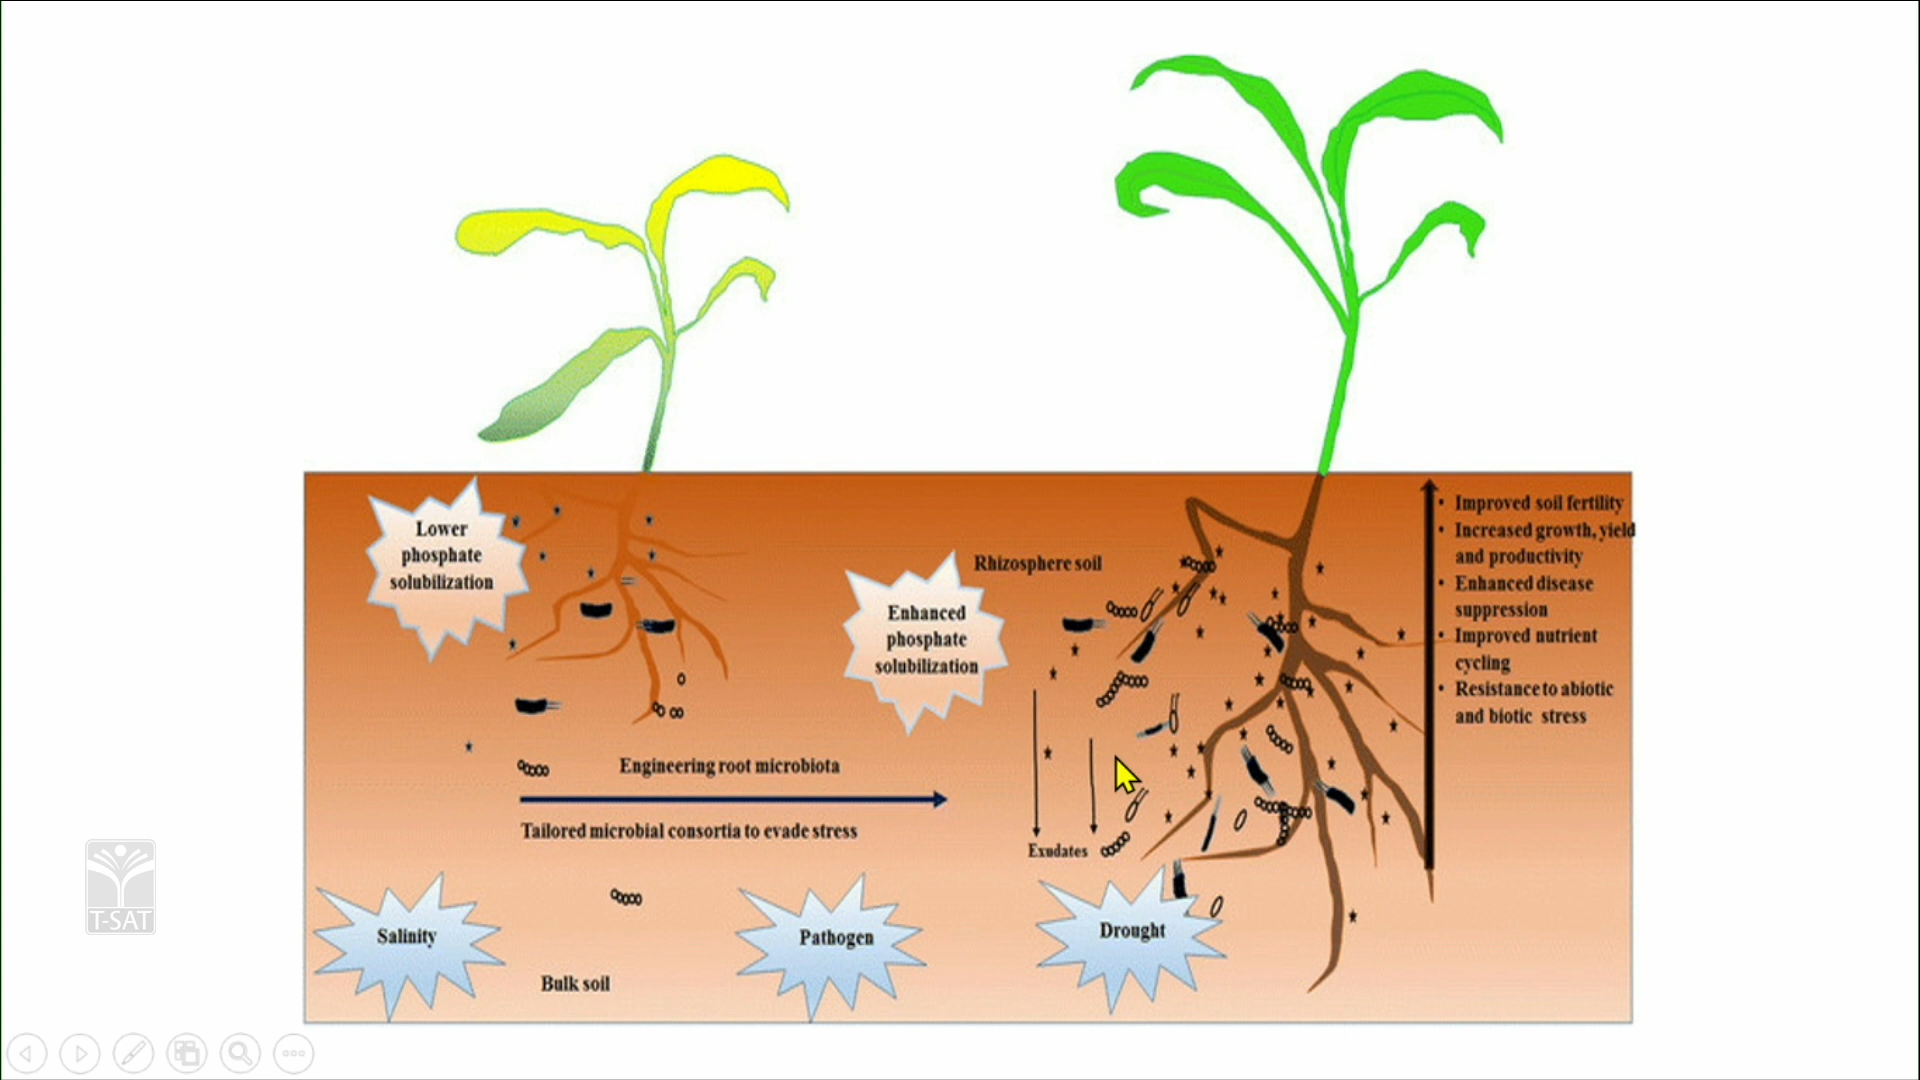 Lower
phosphate
solubilization
Enhanced
phosphate
solubilization
Rhizosphere soil
• Improved soil fertility
• Increased growth, yield
and productivity
• Enhanced disease
suppression
• Improved nutrient
cycling
• Resistance to abiotic
and biotic stress
Engineering root microbiota
Tailored microbial consortia to evade stress
Exudates
Salinity
Pathogen
Drought
Bulk soil
T-SAT